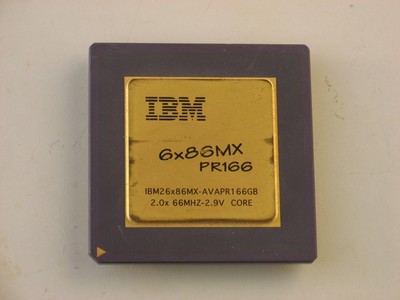 IBM
6x86MX
PR166
IBM26x86MX-AVAPR166GB
2.0x 66MHZ-2.9V CORE